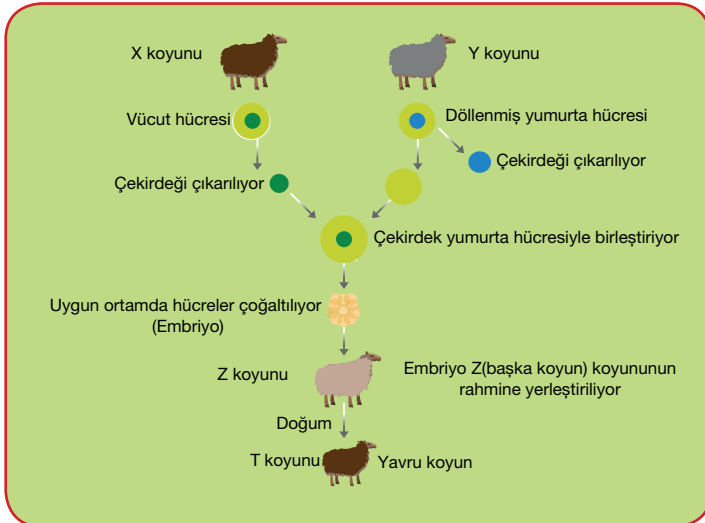 X koyunu
Y koyunu
Vücut hücresi
Döllenmiş yumurta hücresi
Çekirdeği çıkarılıyor
Çekirdeği çıkarılıyor
Çekirdek yumurta hücresiyle birleştiriyor
Uygun ortamda hücreler çoğaltılıyor
(Embriyo)
Z koyunu
Embriyo Z(başka koyun) koyununun
rahmine yerleştiriliyor
Doğum
T koyunu
Yavru koyun